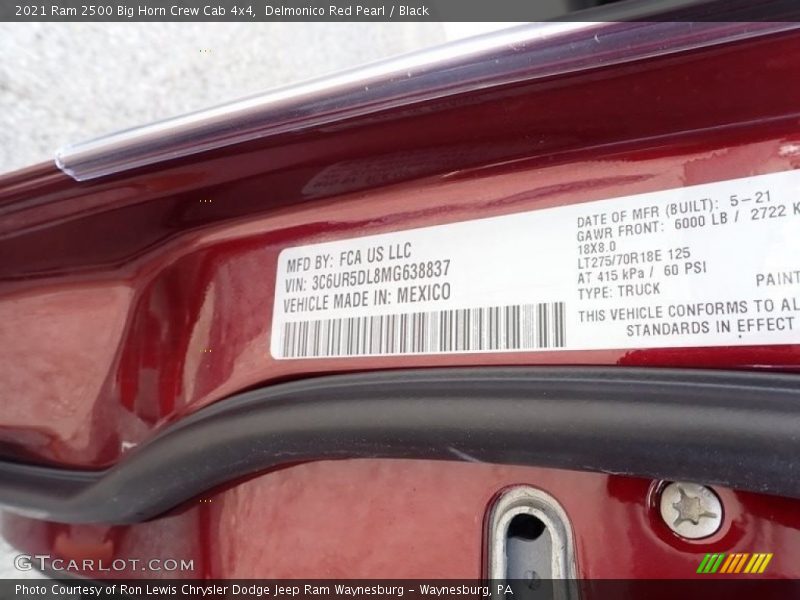 2021 Ram 2500 Big Horn Crew Cab 4x4, Delmonico Red Pearl / Black
MFD BY: FCA US LLC
VIN: 3C6UR5DL8MG638837
VEHICLE MADE IN: MEXICO
DATE OF MFR (BUILT): 5-21
GAWR FRONT: 6000 LB / 2722 K
18X8.0
LT275/70R18E 125
AT 415 kPa / 60 PSI
TYPE: TRUCK
PAINT
THIS VEHICLE CONFORMS TO AL
STANDARDS IN EFFECT
GTCARLOT.COM
Photo Courtesy of Ron Lewis Chrysler Dodge Jeep Ram Waynesburg - Waynesburg, PA